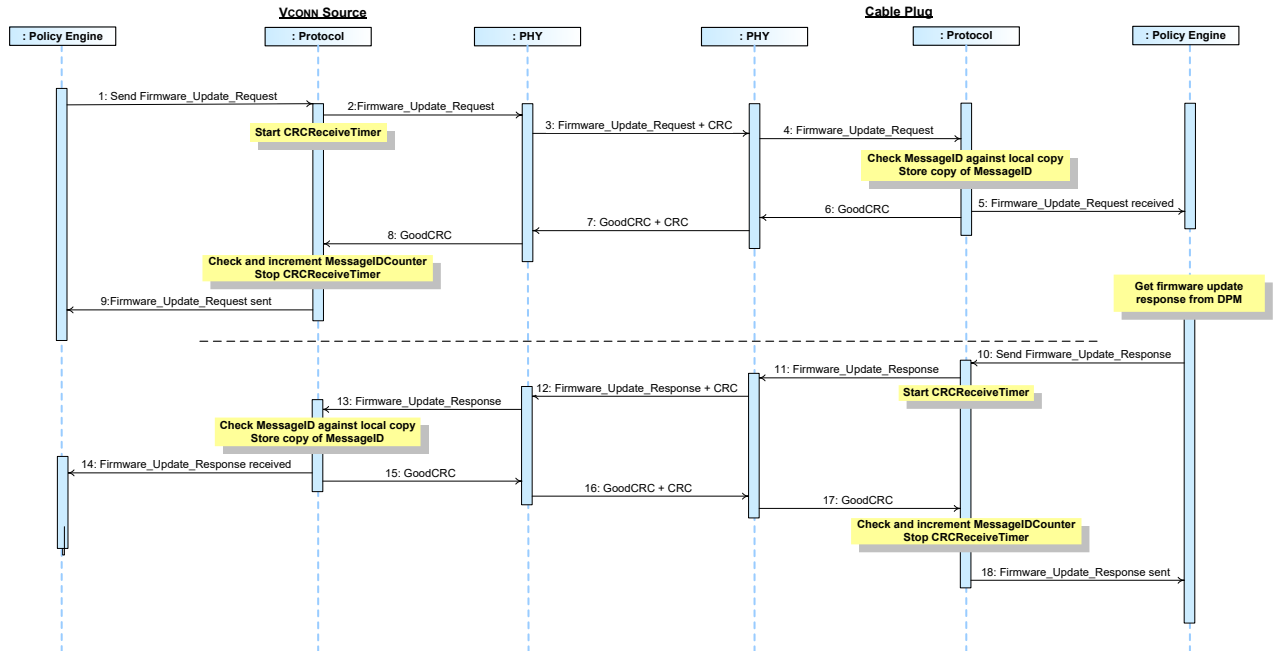 VCONN Source
Cable Plug
: Policy Engine
: Protocol
: PHY
: PHY
: Protocol
: Policy Engine
1: Send Firmware_Update_Request
2:Firmware_Update_Request
Start CRCReceiveTimer
3: Firmware_Update_Request + CRC
4: Firmware_Update_Request
Check MessageID against local copy
Store copy of MessageID
5: Firmware_Update_Request received
6: GoodCRC
7: GoodCRC + CRC
8: GoodCRC
Check and increment MessageIDCounter
Stop CRCReceiveTimer
9:Firmware_Update_Request sent
Get firmware update
response from DPM
10: Send Firmware_Update_Response
11: Firmware_Update_Response
Start CRCReceiveTimer
12: Firmware_Update_Response + CRC
13: Firmware_Update_Response
Check MessageID against local copy
Store copy of MessageID
14: Firmware_Update_Response received
15: GoodCRC
16: GoodCRC + CRC
17: GoodCRC
Check and increment MessageIDCounter
Stop CRCReceiveTimer
18: Firmware_Update_Response sent